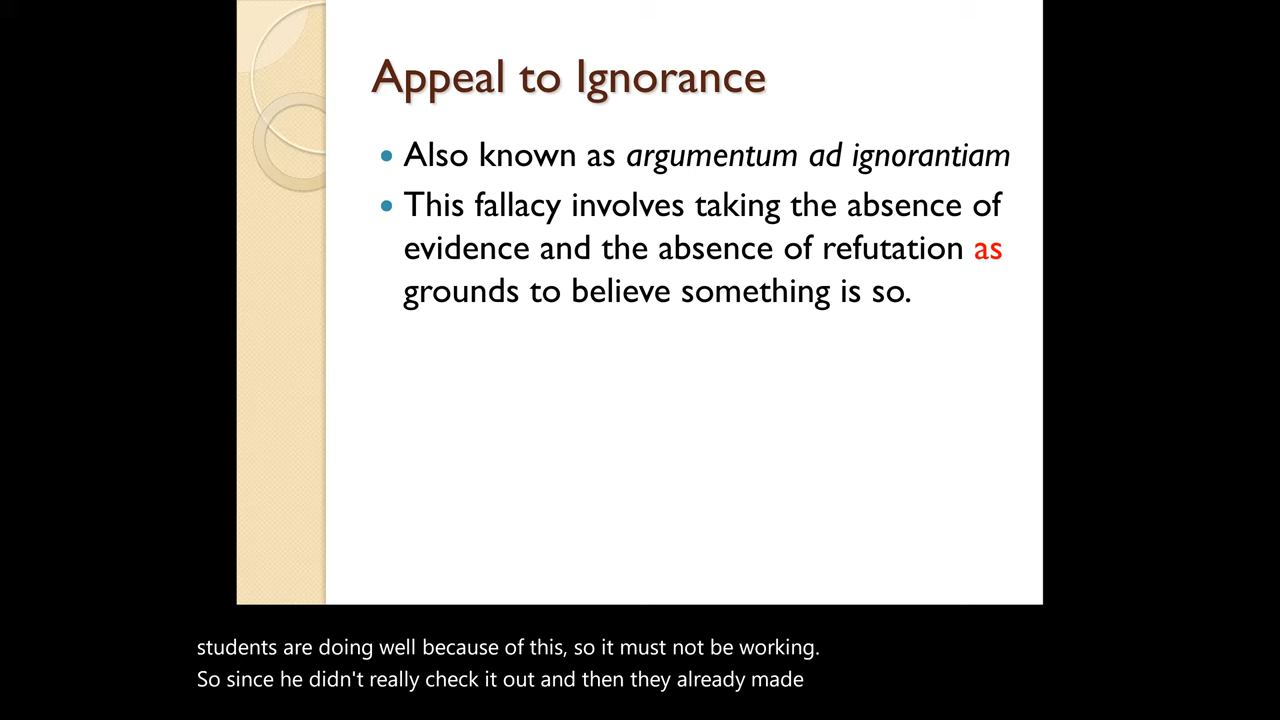 Appeal to Ignorance
• Also known as argumentum ad ignorantiam
• This fallacy involves taking the absence of
evidence and the absence of refutation as
grounds to believe something is so.
students are doing well because of this, so it must not be working.
So since he didn't really check it out and then they already made